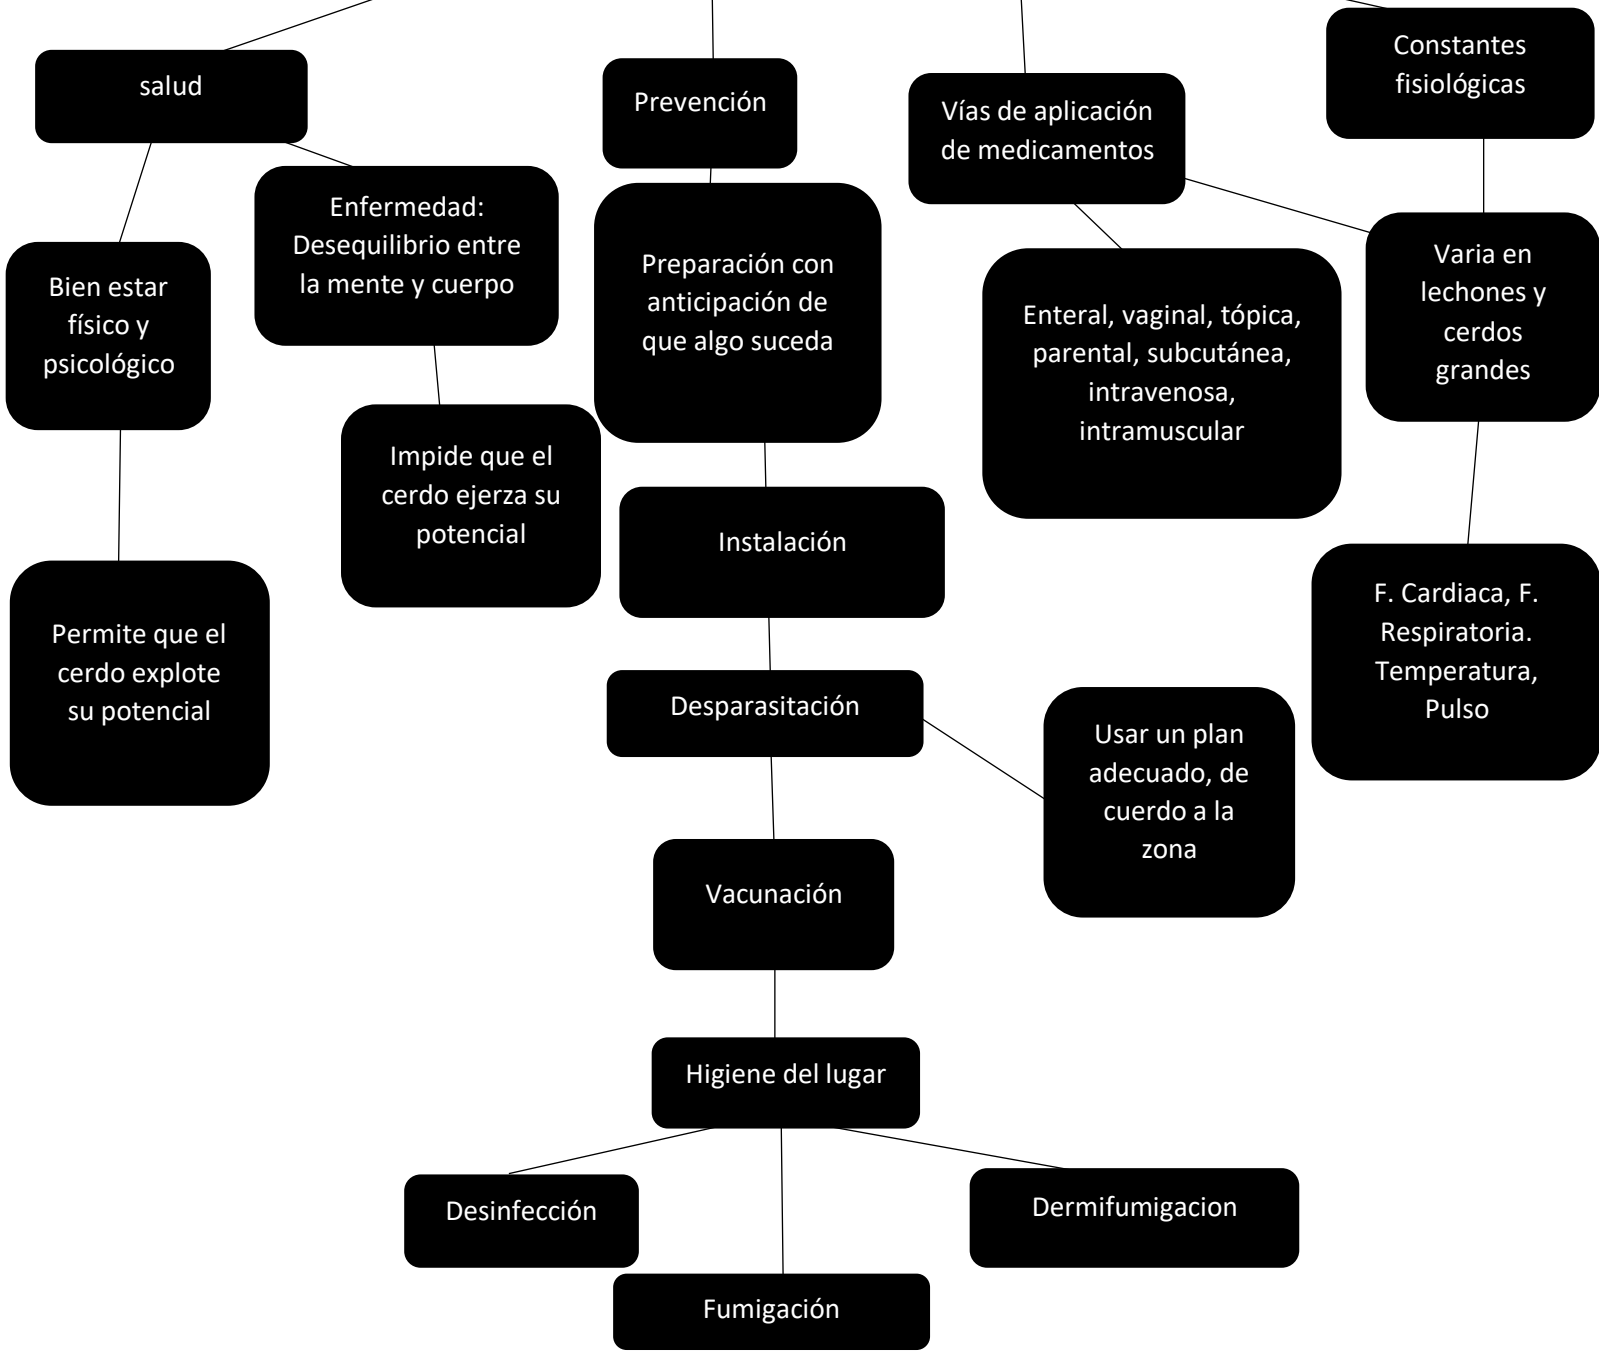 salud
Prevención
Vías de aplicación
de medicamentos
Constantes
fisiológicas
Bien estar
físico y
psicológico
Enfermedad:
Desequilibrio entre
la mente y cuerpo
Preparación con
anticipación de
que algo suceda
Enteral, vaginal, tópica,
parental, subcutánea,
intravenosa,
intramuscular
Varia en
lechones y
cerdos
grandes
Permite que el
cerdo explote
su potencial
Impide que el
cerdo ejerza su
potencial
Instalación
F. Cardiaca, F.
Respiratoria.
Temperatura,
Pulso
Desparasitación
Usar un plan
adecuado, de
cuerdo a la
zona
Vacunación
Higiene del lugar
Desinfección
Fumigación
Dermifumigacion